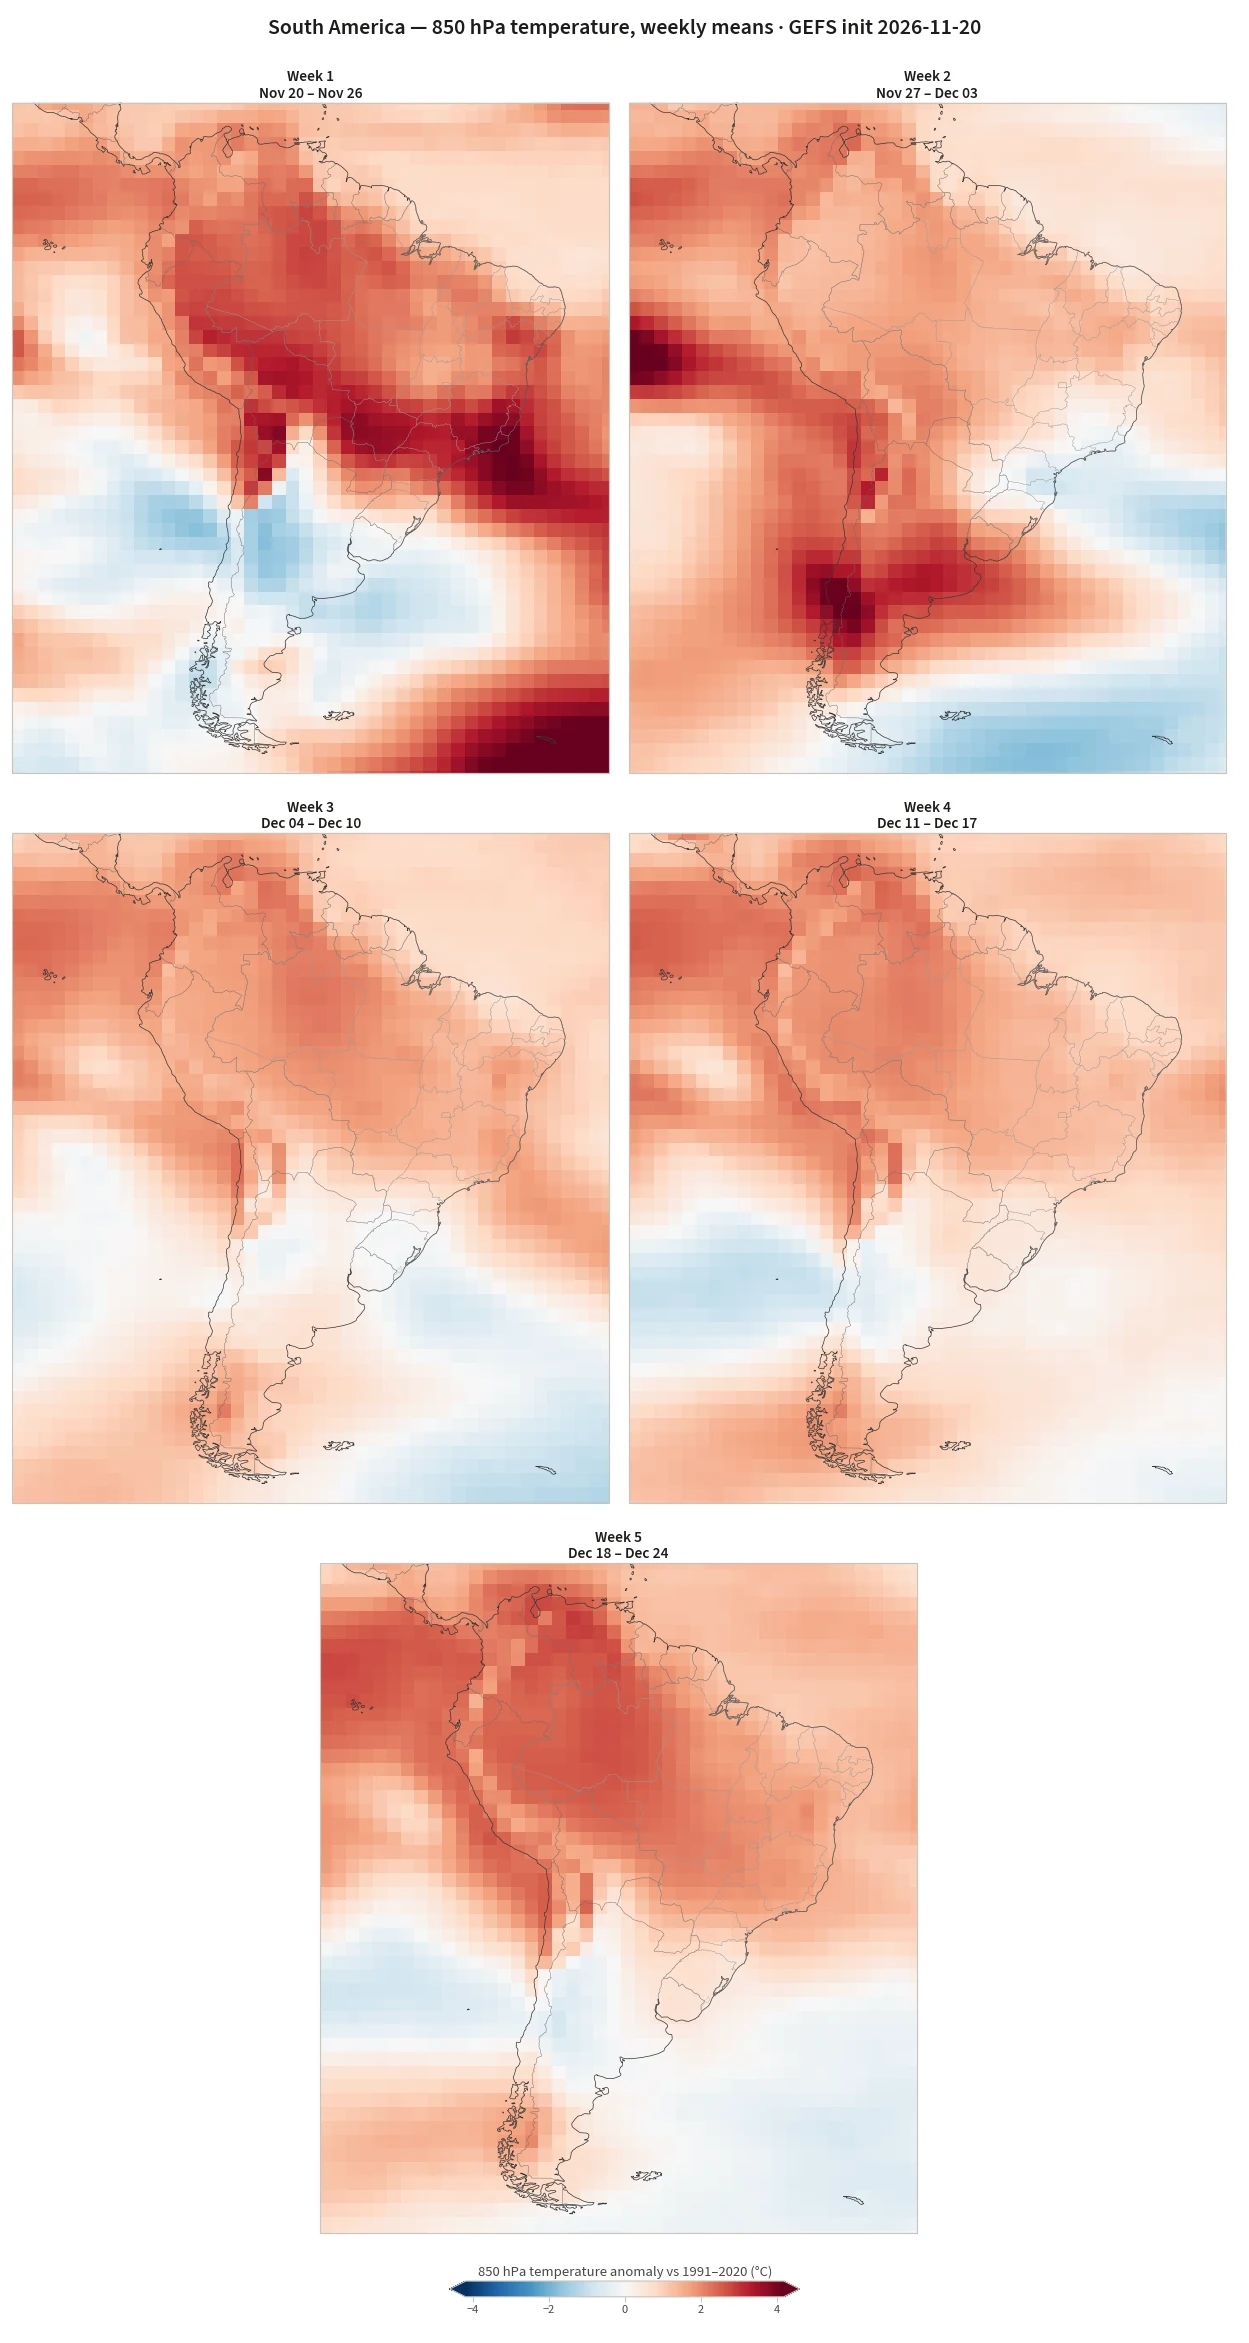 South America — 850 hPa temperature, weekly means · GEFS init 2026-11-20
Week 1
Nov 20 – Nov 26
Week 2
Nov 27 – Dec 03
Week 3
Dec 04 – Dec 10
Week 4
Dec 11 – Dec 17
Week 5
Dec 18 – Dec 24
850 hPa temperature anomaly vs 1991–2020 (°C)
−4 −2 0 2 4